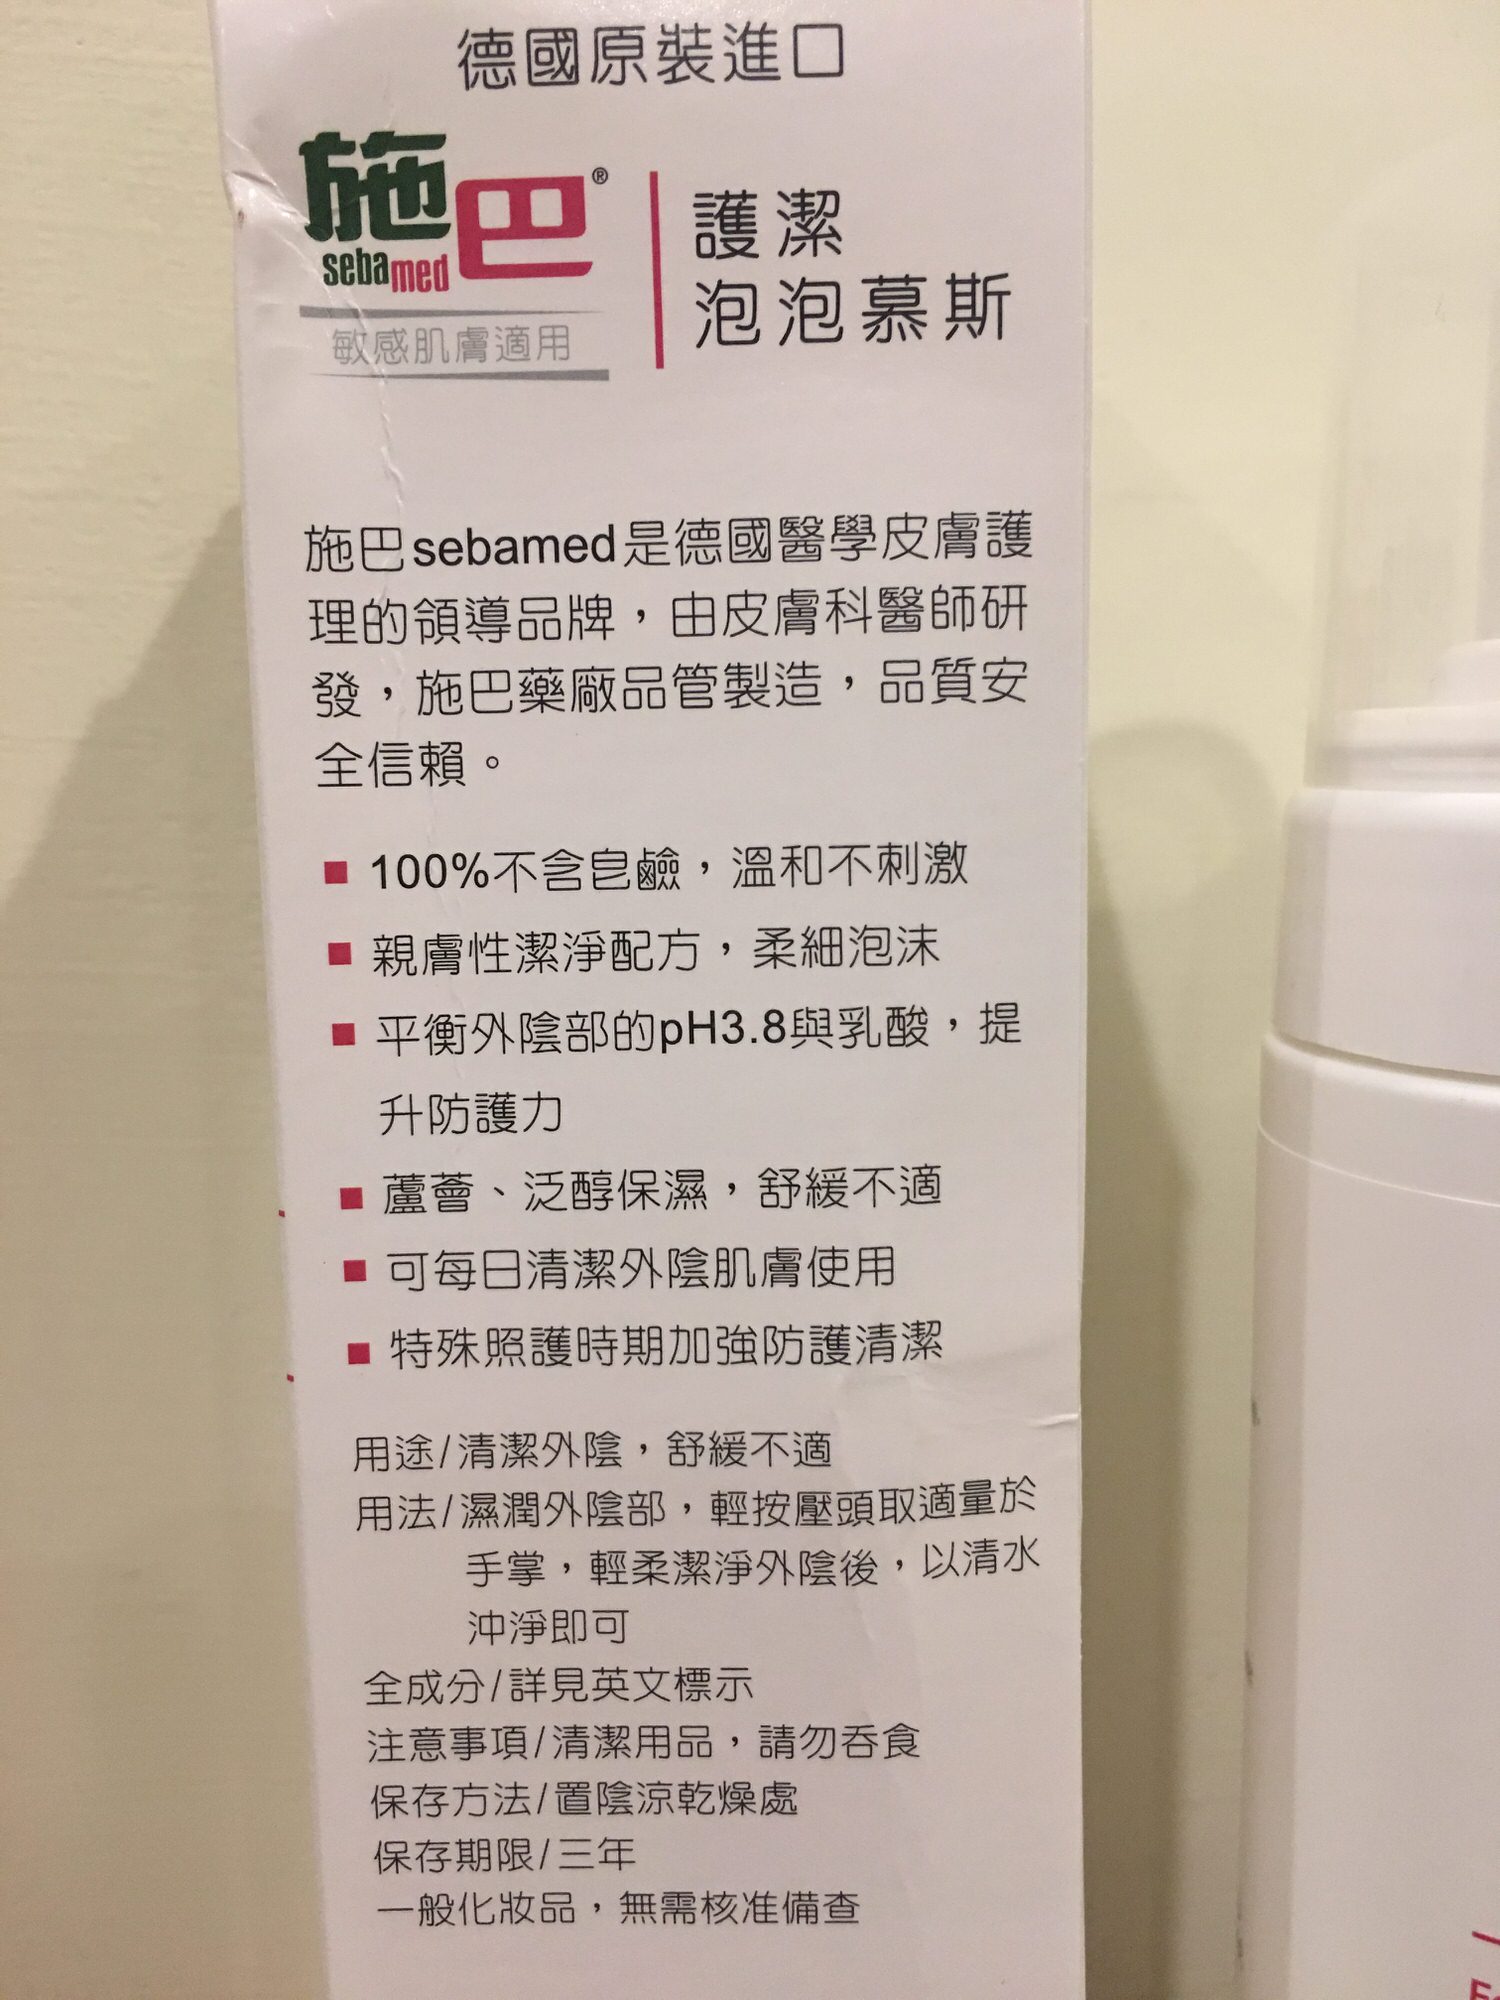 德國原裝進口
施巴®
sebamed
敏感肌膚適用
護潔
泡泡慕斯
施巴sebamed是德國醫學皮膚護
理的領導品牌，由皮膚科醫師研
發，施巴藥廠品管製造，品質安
全信賴。
■ 100%不含皂鹼，溫和不刺激
■ 親膚性潔淨配方，柔細泡沫
■ 平衡外陰部的pH3.8與乳酸，提
升防護力
■ 蘆薈、泛醇保濕，舒緩不適
■ 可每日清潔外陰肌膚使用
■ 特殊照護時期加強防護清潔
用途/清潔外陰，舒緩不適
用法/濕潤外陰部，輕按壓頭取適量於
手掌，輕柔潔淨外陰後，以清水
沖淨即可
全成分/詳見英文標示
注意事項/清潔用品，請勿吞食
保存方法/置陰涼乾燥處
保存期限/三年
一般化妝品，無需核准備查